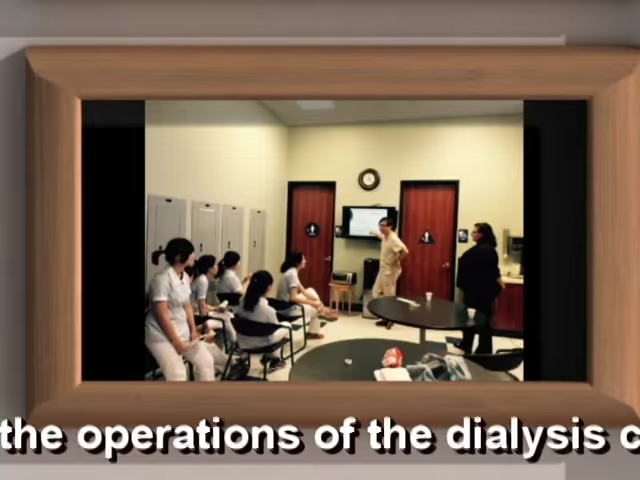 the operations of the dialysis c